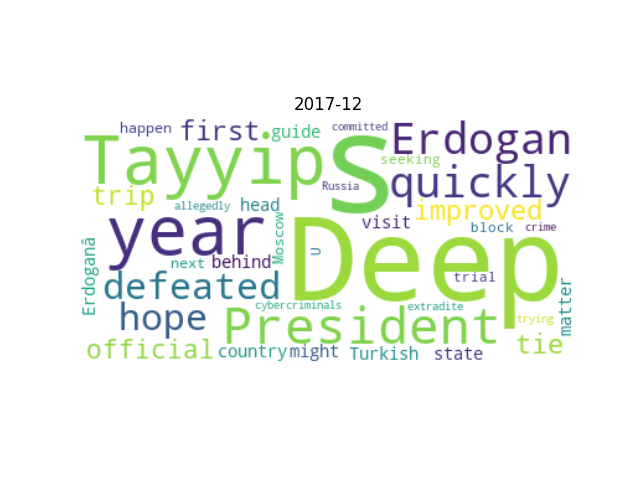 2017-12
happen first guide committed Erdogan
Tayyip S seeking
trip Russia quickly
allegedly head improved
year Moscow visit block crime
Deep
next behind U
defeated trial
Erdoganâ cybercriminals extradite matter
hope President trying
official country might Turkish state tie